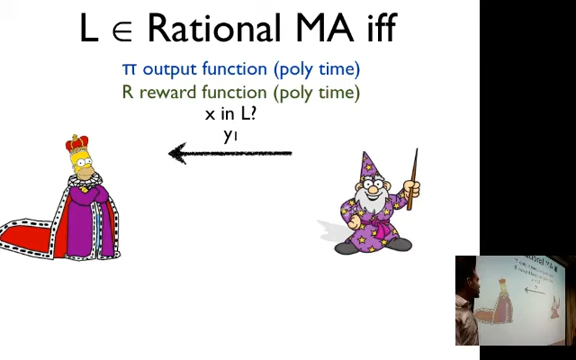 L ∈ Rational MA iff
π output function (poly time)
R reward function (poly time)
x in L?
y₁